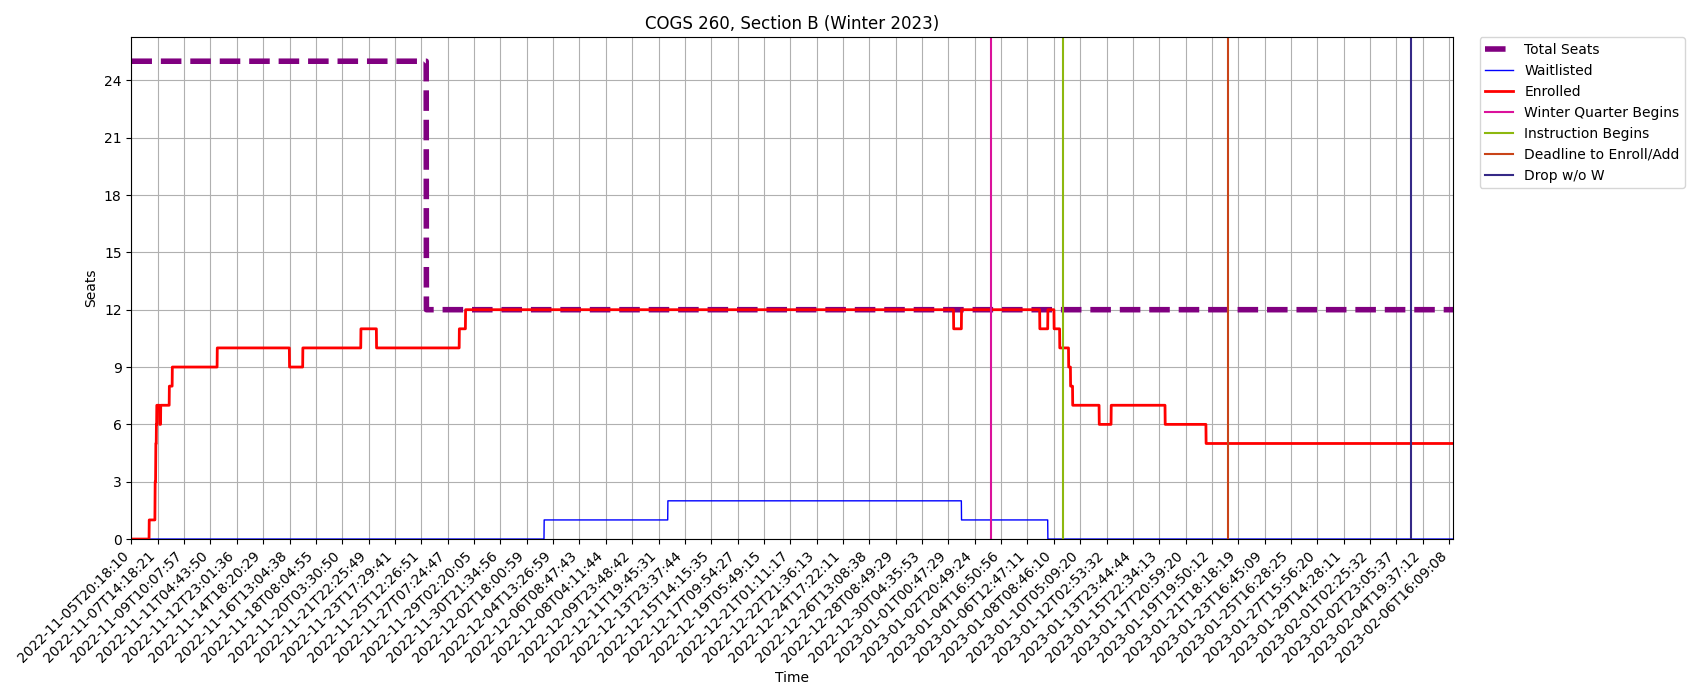 COGS 260, Section B (Winter 2023)
Total Seats
Waitlisted
Enrolled
Winter Quarter Begins
Instruction Begins
Deadline to Enroll/Add
Drop w/o W
Seats
24
21
18
15
12
9
6
3
0
2022-11-05T20:18:10
2022-11-07T14:18:21
2022-11-09T10:07:57
2022-11-11T04:43:50
2022-11-12T23:01:36
2022-11-14T18:20:29
2022-11-16T13:04:38
2022-11-18T08:04:55
2022-11-20T03:30:50
2022-11-21T22:25:49
2022-11-23T17:29:41
2022-11-25T12:26:51
2022-11-27T07:24:47
2022-11-29T02:20:05
2022-11-30T21:34:56
2022-12-02T18:00:59
2022-12-04T13:26:59
2022-12-06T08:47:43
2022-12-08T04:11:44
2022-12-09T23:48:42
2022-12-11T19:45:31
2022-12-13T23:37:44
2022-12-15T14:15:35
2022-12-17T09:54:27
2022-12-19T05:49:15
2022-12-21T01:11:17
2022-12-22T21:36:13
2022-12-24T17:22:11
2022-12-26T13:08:38
2022-12-28T08:49:29
2022-12-30T04:35:53
2023-01-01T00:47:29
2023-01-02T20:49:24
2023-01-04T16:50:56
2023-01-06T12:47:11
2023-01-08T08:46:10
2023-01-10T05:09:20
2023-01-12T02:53:32
2023-01-13T23:44:44
2023-01-15T22:34:13
2023-01-17T20:59:20
2023-01-19T19:50:12
2023-01-21T18:18:19
2023-01-23T16:45:09
2023-01-25T16:28:25
2023-01-27T15:56:20
2023-01-29T14:28:11
2023-02-01T02:25:32
2023-02-02T23:05:37
2023-02-04T19:37:12
2023-02-06T16:09:08
Time